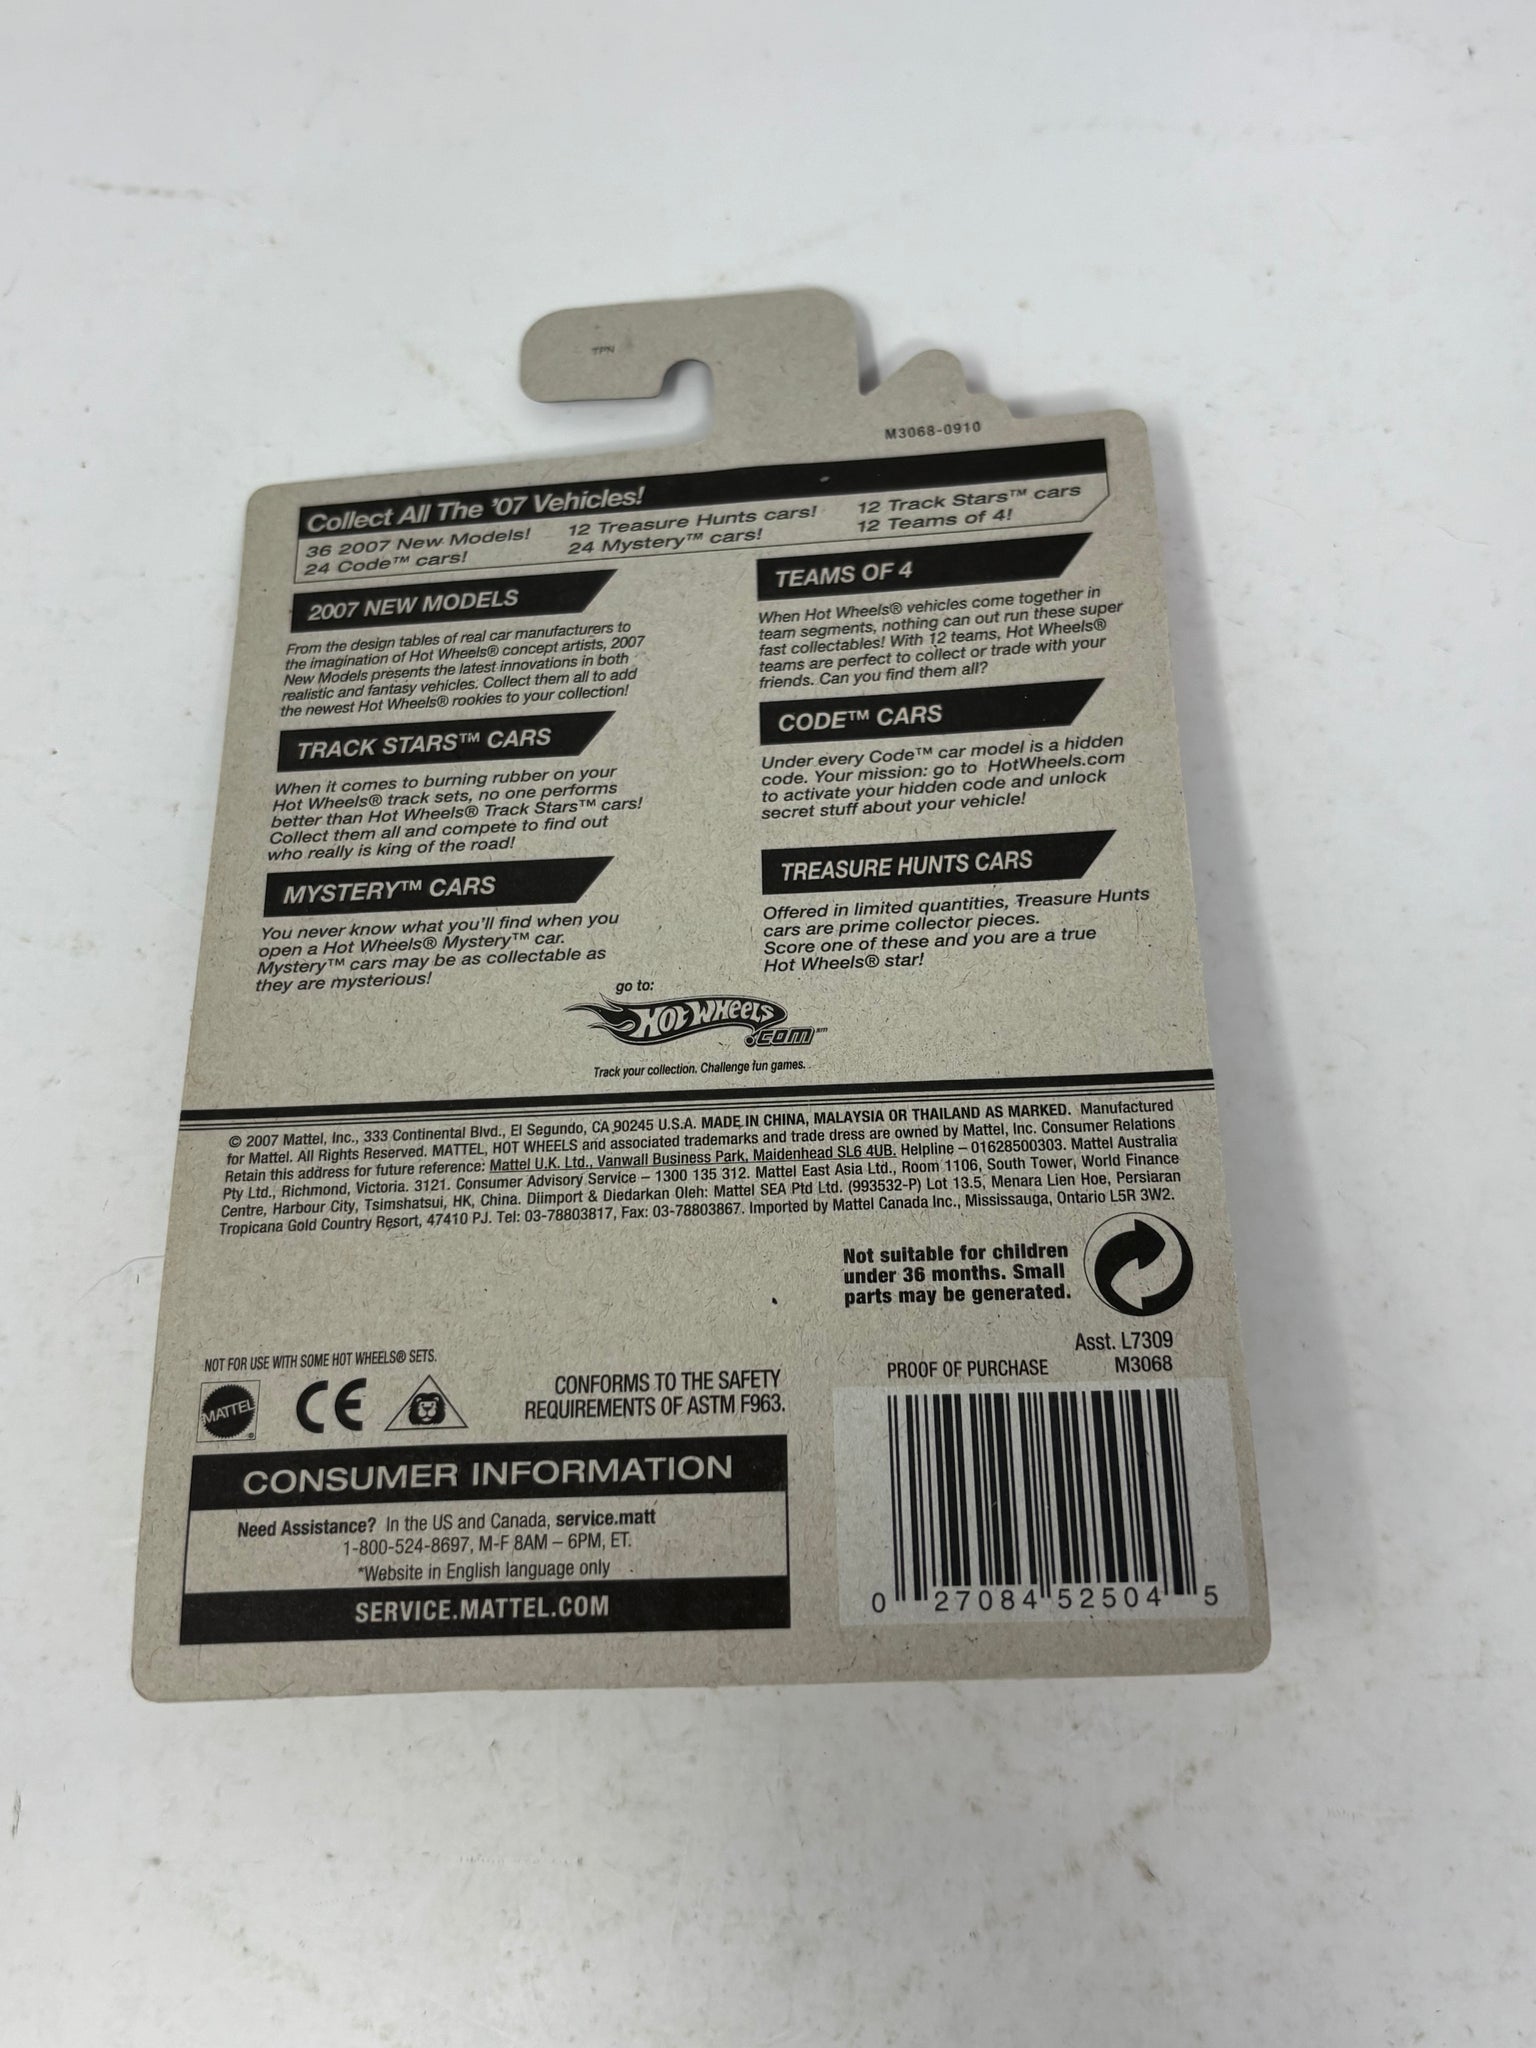 TPN
M3068-0910
Collect All The '07 Vehicles!
36 2007 New Models! 12 Treasure Hunts cars! 12 Track Stars™ cars
24 Code™ cars! 24 Mystery™ cars! 12 Teams of 4!
2007 NEW MODELS
From the design tables of real car manufacturers to
the imagination of Hot Wheels® concept artists, 2007
New Models presents the latest innovations in both
realistic and fantasy vehicles. Collect them all to add
the newest Hot Wheels® rookies to your collection!
TRACK STARS™ CARS
When it comes to burning rubber on your
Hot Wheels® track sets, no one performs
better than Hot Wheels® Track Stars™ cars!
Collect them all and compete to find out
who really is king of the road!
MYSTERY™ CARS
You never know what you'll find when you
open a Hot Wheels® Mystery™ car.
Mystery™ cars may be as collectable as
they are mysterious!
TEAMS OF 4
When Hot Wheels® vehicles come together in
team segments, nothing can out run these super
fast collectables! With 12 teams, Hot Wheels®
teams are perfect to collect or trade with your
friends. Can you find them all?
CODE™ CARS
Under every Code™ car model is a hidden
code. Your mission: go to HotWheels.com
to activate your hidden code and unlock
secret stuff about your vehicle!
TREASURE HUNTS CARS
Offered in limited quantities, Treasure Hunts
cars are prime collector pieces.
Score one of these and you are a true
Hot Wheels® star!
go to:
HOT WHEELS
.COM℠
Track your collection. Challenge fun games.
© 2007 Mattel, Inc., 333 Continental Blvd., El Segundo, CA 90245 U.S.A. MADE IN CHINA, MALAYSIA OR THAILAND AS MARKED. Manufactured
for Mattel. All Rights Reserved. MATTEL, HOT WHEELS and associated trademarks and trade dress are owned by Mattel, Inc. Consumer Relations
Retain this address for future reference: Mattel U.K. Ltd., Vanwall Business Park, Maidenhead SL6 4UB. Helpline – 01628500303. Mattel Australia
Pty Ltd., Richmond, Victoria. 3121. Consumer Advisory Service – 1300 135 312. Mattel East Asia Ltd., Room 1106, South Tower, World Finance
Centre, Harbour City, Tsimshatsui, HK, China. Diimport & Diedarkan Oleh: Mattel SEA Ptd Ltd. (993532-P) Lot 13.5, Menara Lien Hoe, Persiaran
Tropicana Gold Country Resort, 47410 PJ. Tel: 03-78803817, Fax: 03-78803867. Imported by Mattel Canada Inc., Mississauga, Ontario L5R 3W2.
Not suitable for children
under 36 months. Small
parts may be generated.
Asst. L7309
PROOF OF PURCHASE M3068
NOT FOR USE WITH SOME HOT WHEELS® SETS.
MATTEL® CE
CONFORMS TO THE SAFETY
REQUIREMENTS OF ASTM F963.
CONSUMER INFORMATION
Need Assistance? In the US and Canada, service.matt
1-800-524-8697, M-F 8AM – 6PM, ET.
*Website in English language only
SERVICE.MATTEL.COM
0 27084 52504 5